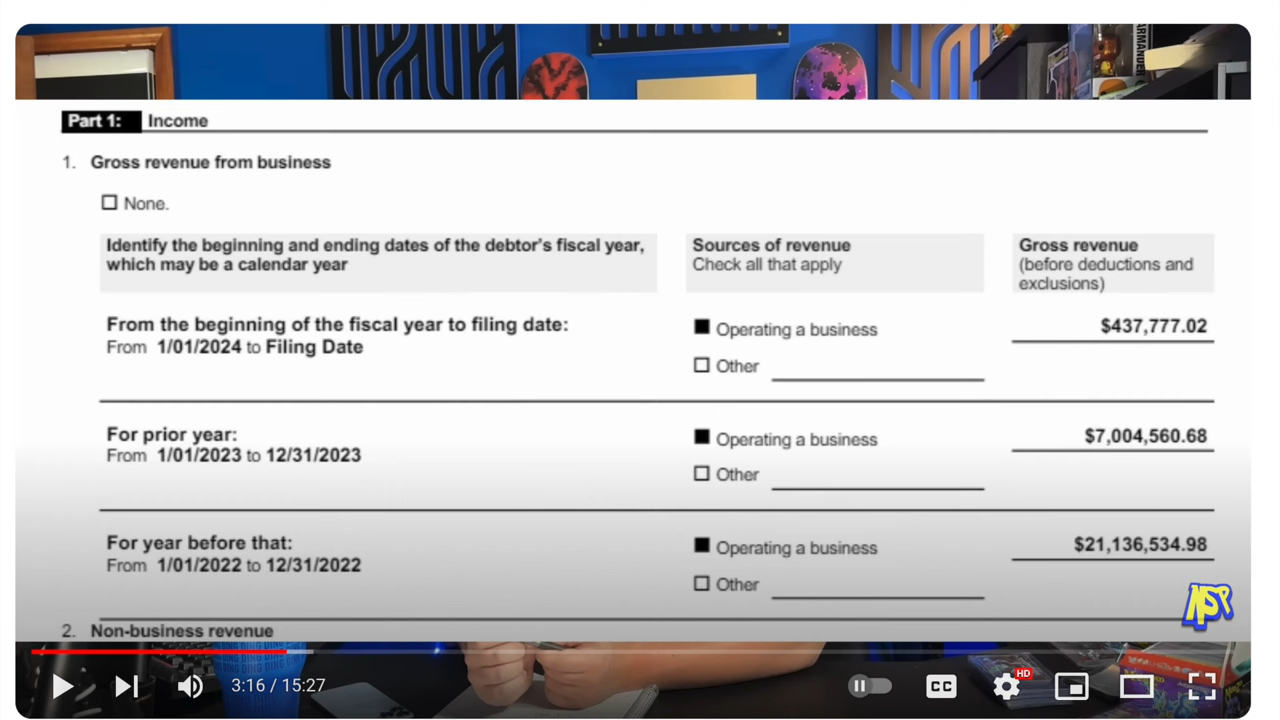 ARMANDER
Part 1: Income
1. Gross revenue from business
☐ None.
Identify the beginning and ending dates of the debtor's fiscal year,
which may be a calendar year
Sources of revenue
Check all that apply
Gross revenue
(before deductions and
exclusions)
From the beginning of the fiscal year to filing date:
From 1/01/2024 to Filing Date
■ Operating a business
$437,777.02
☐ Other
For prior year:
From 1/01/2023 to 12/31/2023
■ Operating a business
$7,004,560.68
☐ Other
For year before that:
From 1/01/2022 to 12/31/2022
■ Operating a business
$21,136,534.98
☐ Other
NSP
2. Non-business revenue
3:16 / 15:27
CC
HD